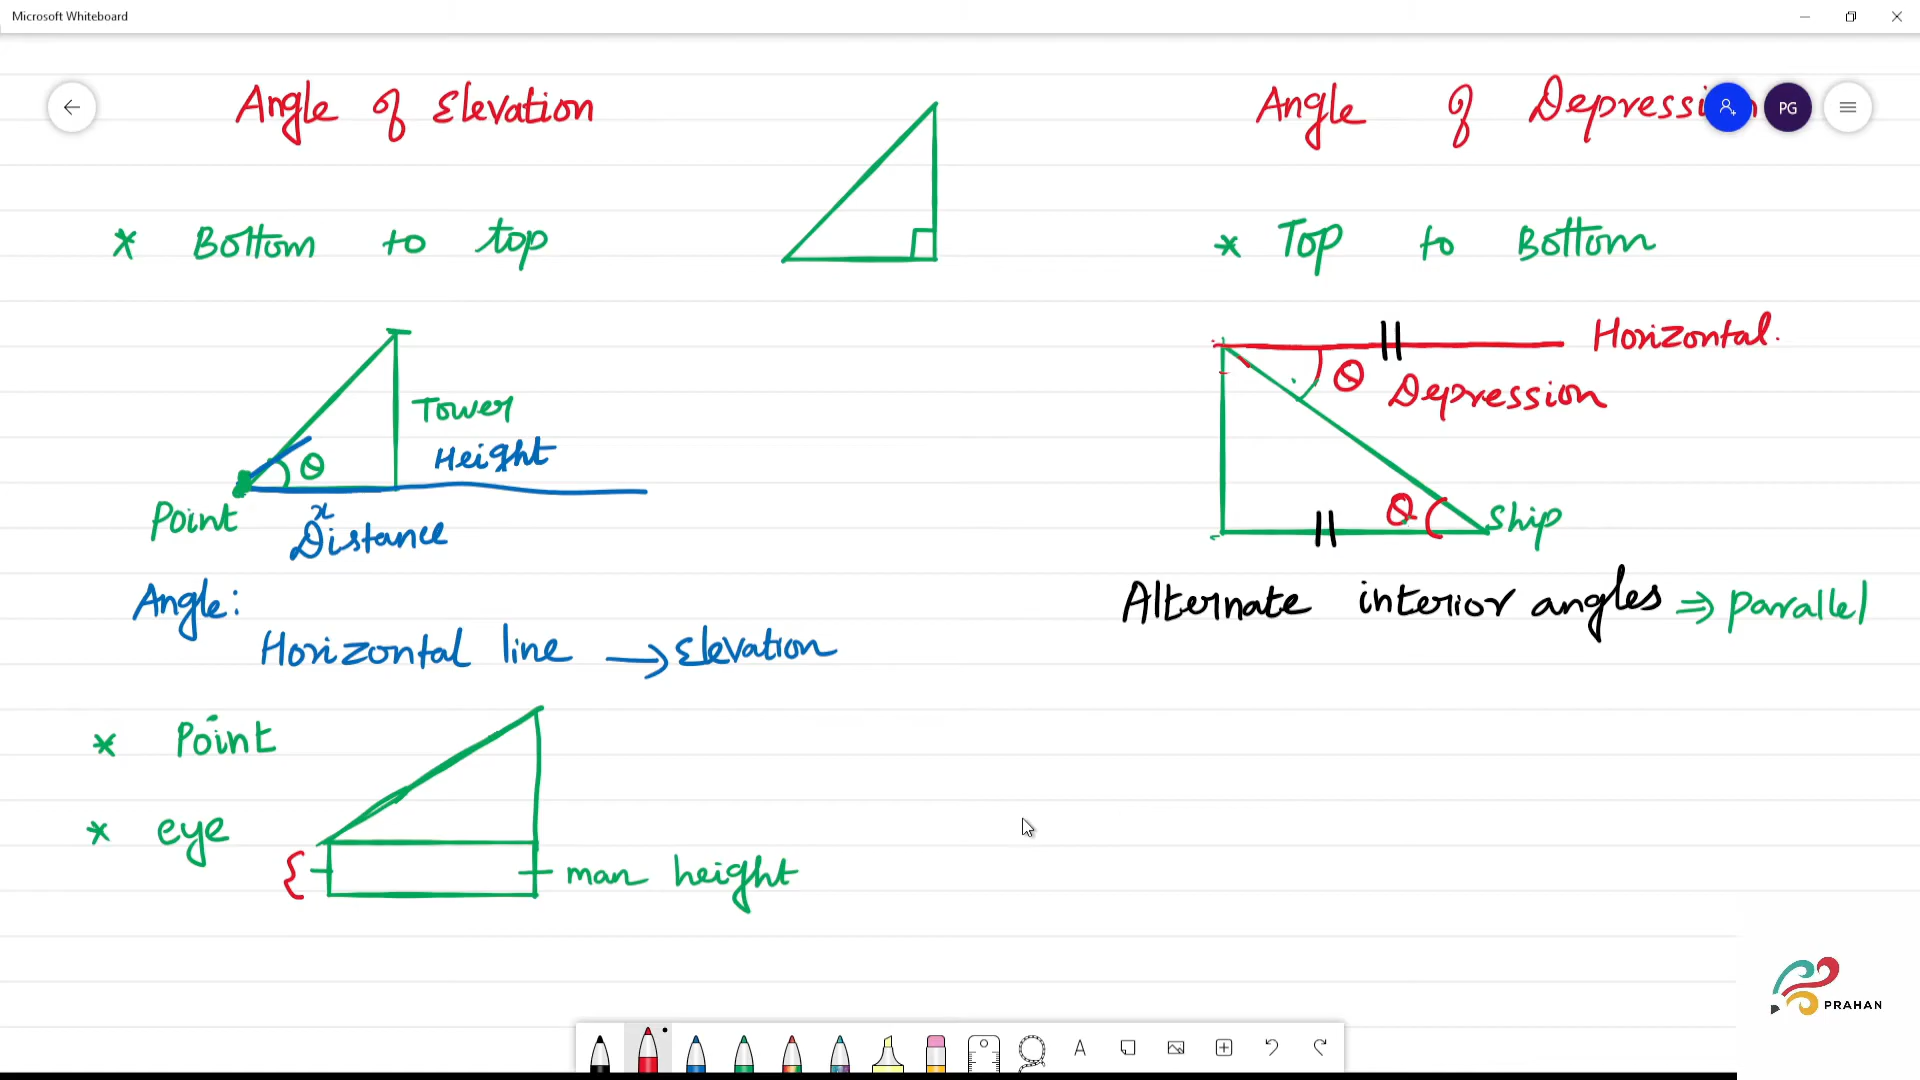 Microsoft Whiteboard
Angle of Elevation
* Bottom to top
Tower
Height
θ
Point
x
Distance
Angle:
Horizontal line → Elevation
* Point
* eye
{
man height
Angle of Depressi
PG
* Top to Bottom
Horizontal.
θ
Depression
θ
Ship
Alternate interior angles ⇒ parallel
PRAHAN
A